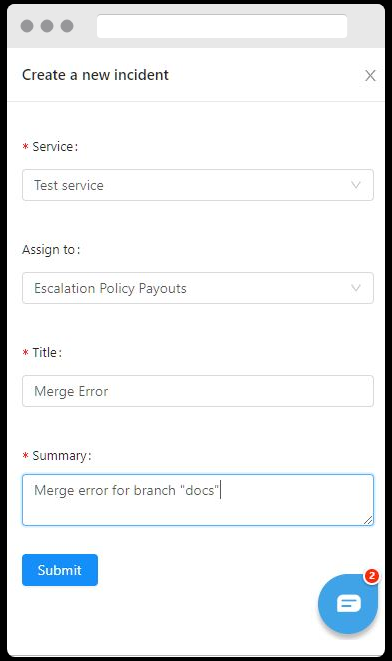 Create a new incident
* Service:
Test service
Assign to:
Escalation Policy Payouts
* Title:
Merge Error
* Summary:
Merge error for branch "docs"
Submit
2